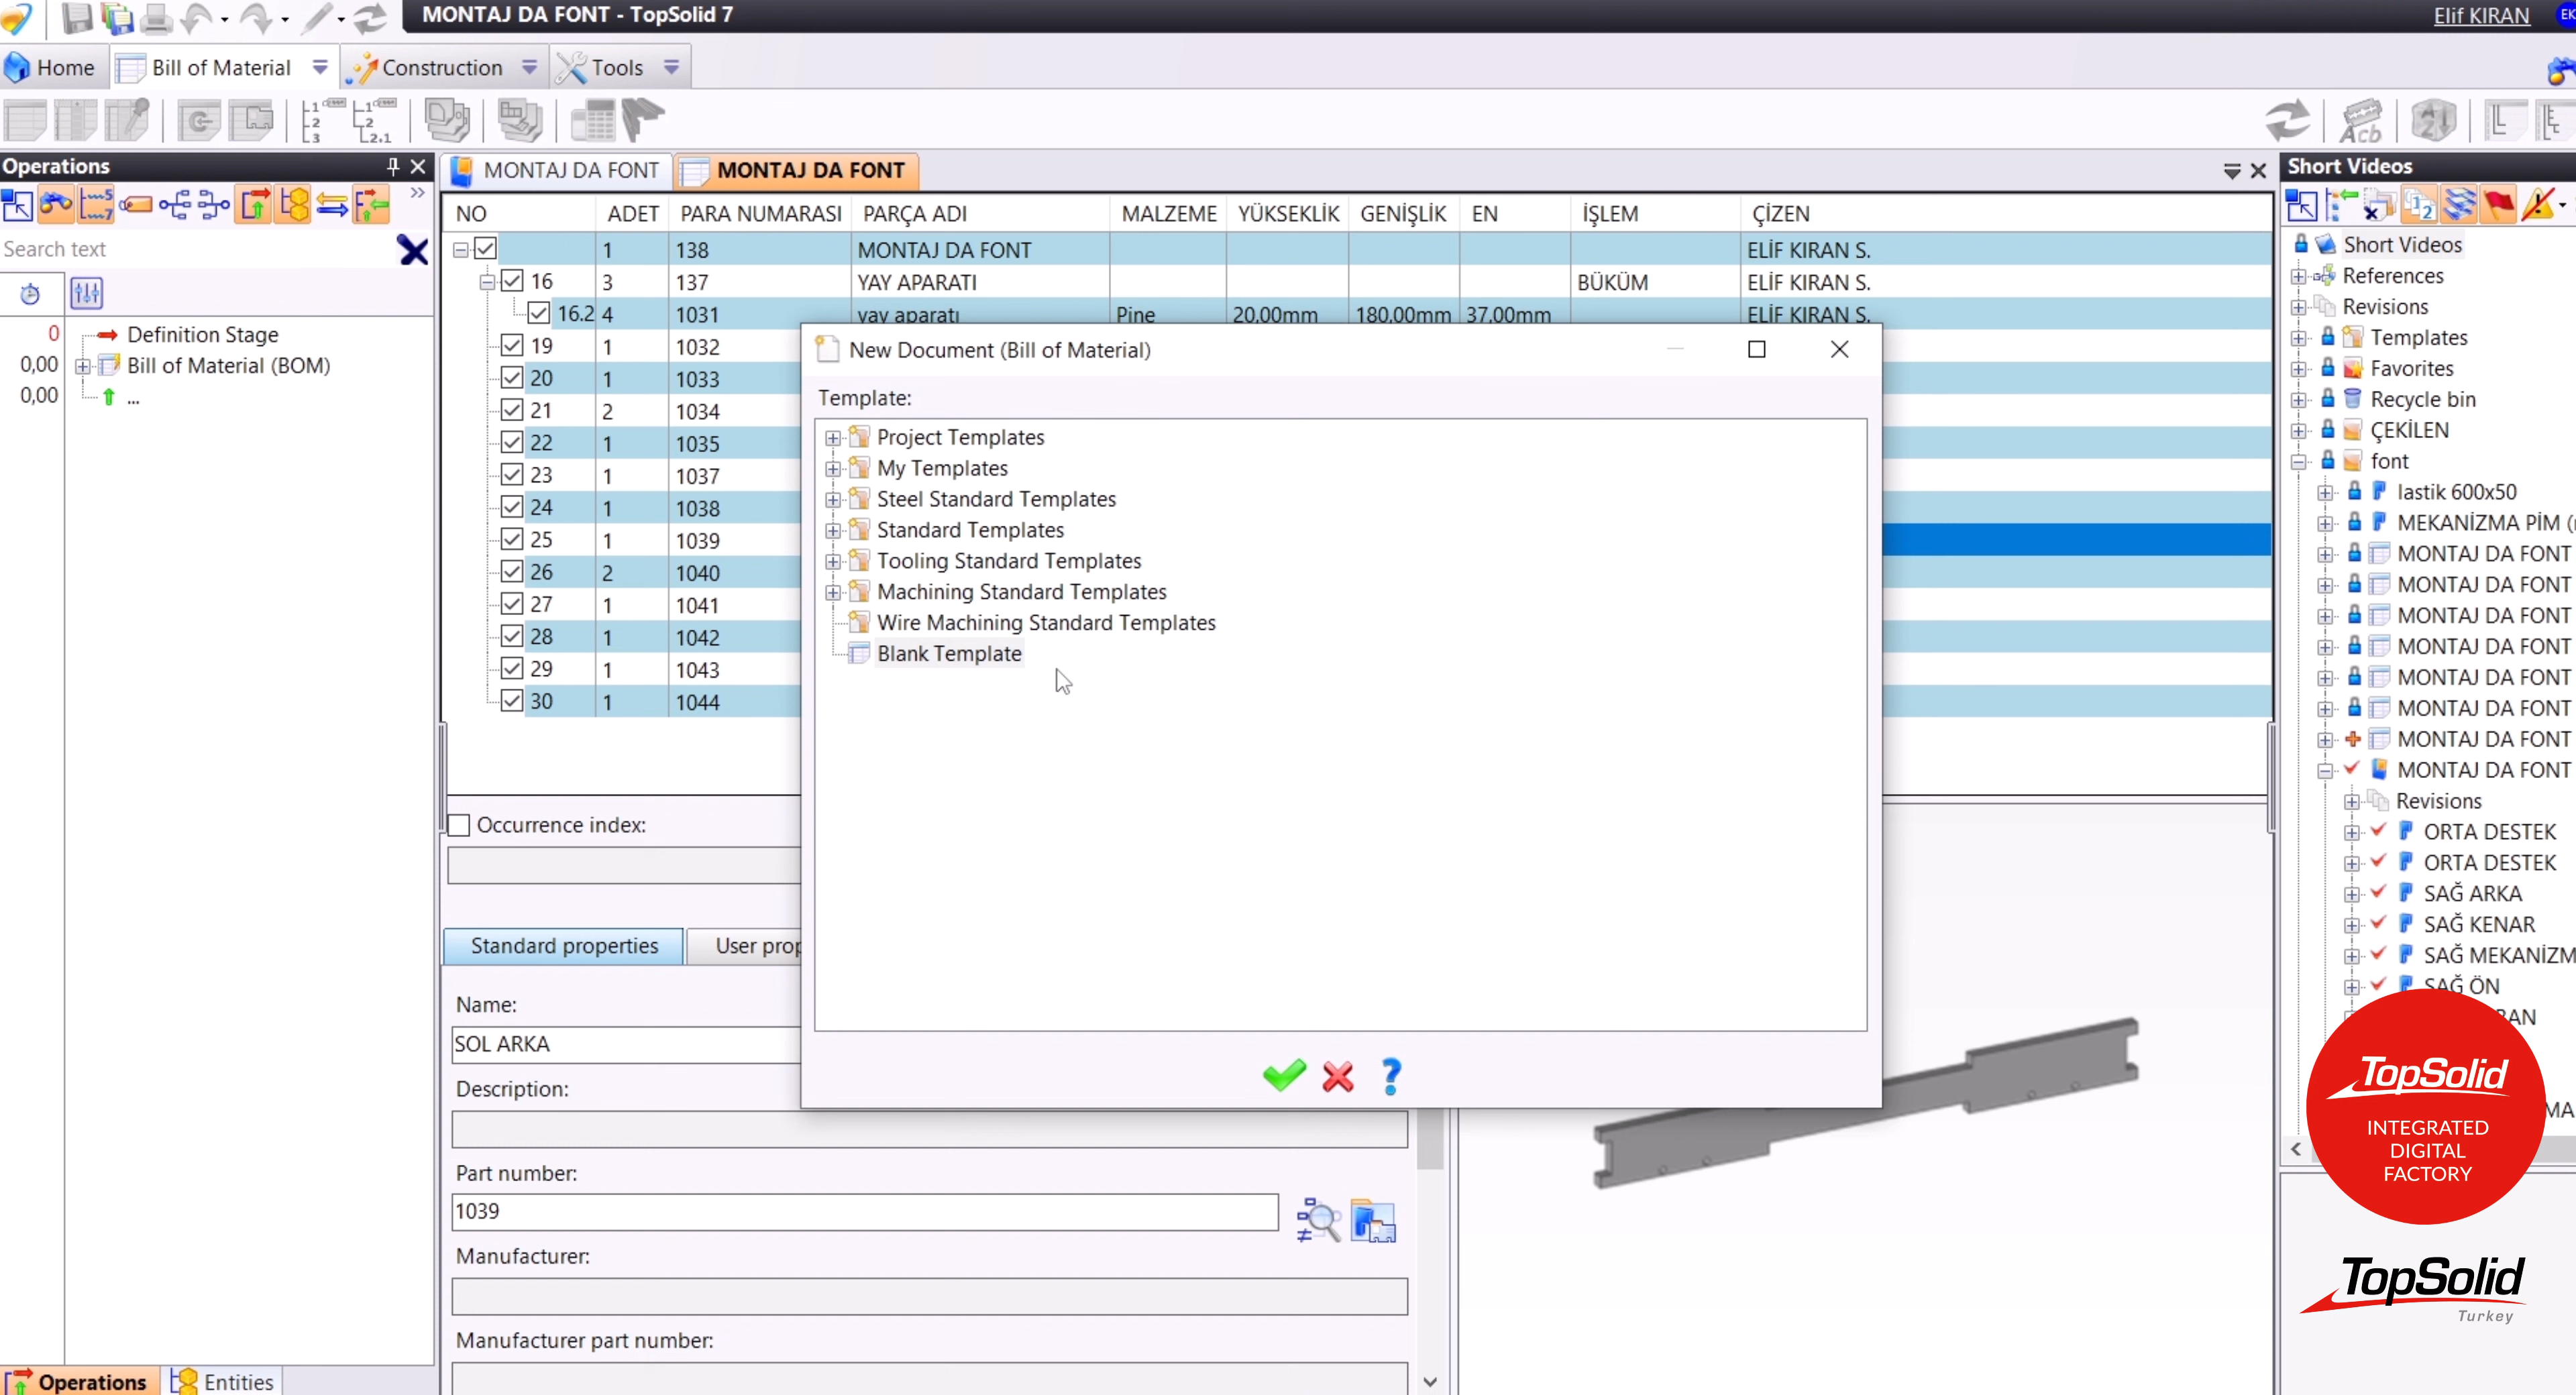 MONTAJ DA FONT - TopSolid 7
Elif KIRAN
EK
Home
Bill of Material
Construction
Tools
Operations
Search text
0
Definition Stage
0,00
Bill of Material (BOM)
0,00
...
Operations
Entities
MONTAJ DA FONT
MONTAJ DA FONT
NO ADET PARA NUMARASI PARÇA ADI MALZEME YÜKSEKLİK GENİŞLİK EN İŞLEM ÇİZEN
1 138 MONTAJ DA FONT ELİF KIRAN S.
16 3 137 YAY APARATI BÜKÜM ELİF KIRAN S.
16.2 4 1031 yay aparatı Pine 20,00mm 180,00mm 37,00mm ELİF KIRAN S.
19 1 1032
20 1 1033
21 2 1034
22 1 1035
23 1 1037
24 1 1038
25 1 1039
26 2 1040
27 1 1041
28 1 1042
29 1 1043
30 1 1044
New Document (Bill of Material)
Template:
Project Templates
My Templates
Steel Standard Templates
Standard Templates
Tooling Standard Templates
Machining Standard Templates
Wire Machining Standard Templates
Blank Template
Occurrence index:
Standard properties
User prop
Name:
SOL ARKA
Description:
Part number:
1039
Manufacturer:
Manufacturer part number:
Short Videos
Short Videos
References
Revisions
Templates
Favorites
Recycle bin
ÇEKİLEN
font
lastik 600x50
MEKANİZMA PİM
MONTAJ DA FONT
MONTAJ DA FONT
MONTAJ DA FONT
MONTAJ DA FONT
MONTAJ DA FONT
MONTAJ DA FONT
MONTAJ DA FONT
MONTAJ DA FONT
Revisions
ORTA DESTEK
ORTA DESTEK
SAĞ ARKA
SAĞ KENAR
SAĞ MEKANİZM
SAĞ ÖN
TopSolid
INTEGRATED
DIGITAL
FACTORY
TopSolid
Turkey